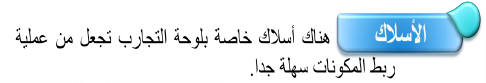 الأسلاك هناك أسلاك خاصة بلوحة التجارب تجعل من عملية
ربط المكونات سهلة جدا.